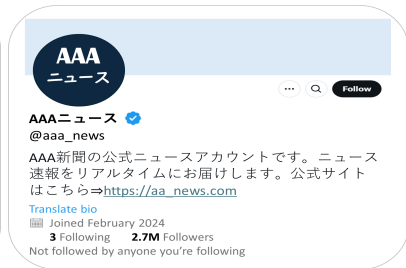 AAA
ニュース
Follow
AAAニュース
@aaa_news
AAA新聞の公式ニュースアカウントです。ニュース
速報をリアルタイムにお届けします。公式サイト
はこちら⇒https://aa_news.com
Translate bio
Joined February 2024
3 Following 2.7M Followers
Not followed by anyone you’re following